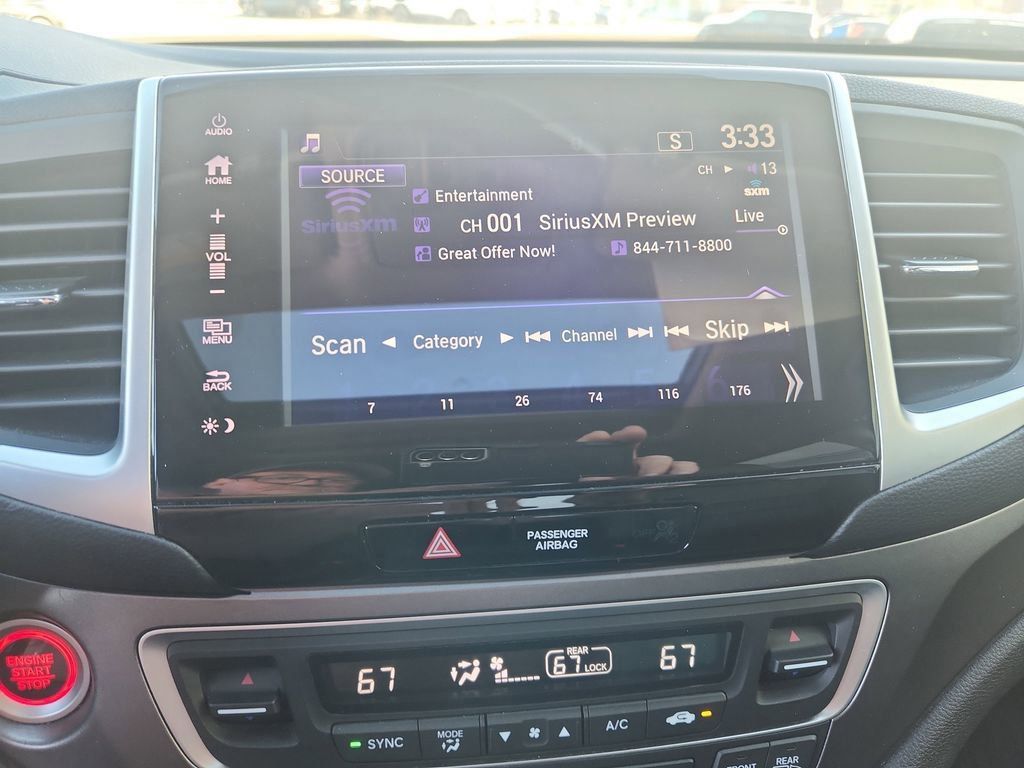 AUDIO
HOME
+
VOL
−
MENU
BACK
S 3:33
SOURCE
CH ► 13
sxm
SiriusXM
Entertainment
CH 001 SiriusXM Preview Live
Great Offer Now! 844-711-8800
Scan ◄ Category ► Channel Skip
7 11 26 74 116 176
PASSENGER
AIRBAG
ENGINE
START
STOP
67 REAR 67 LOCK 67
SYNC MODE A/C
FRONT REAR